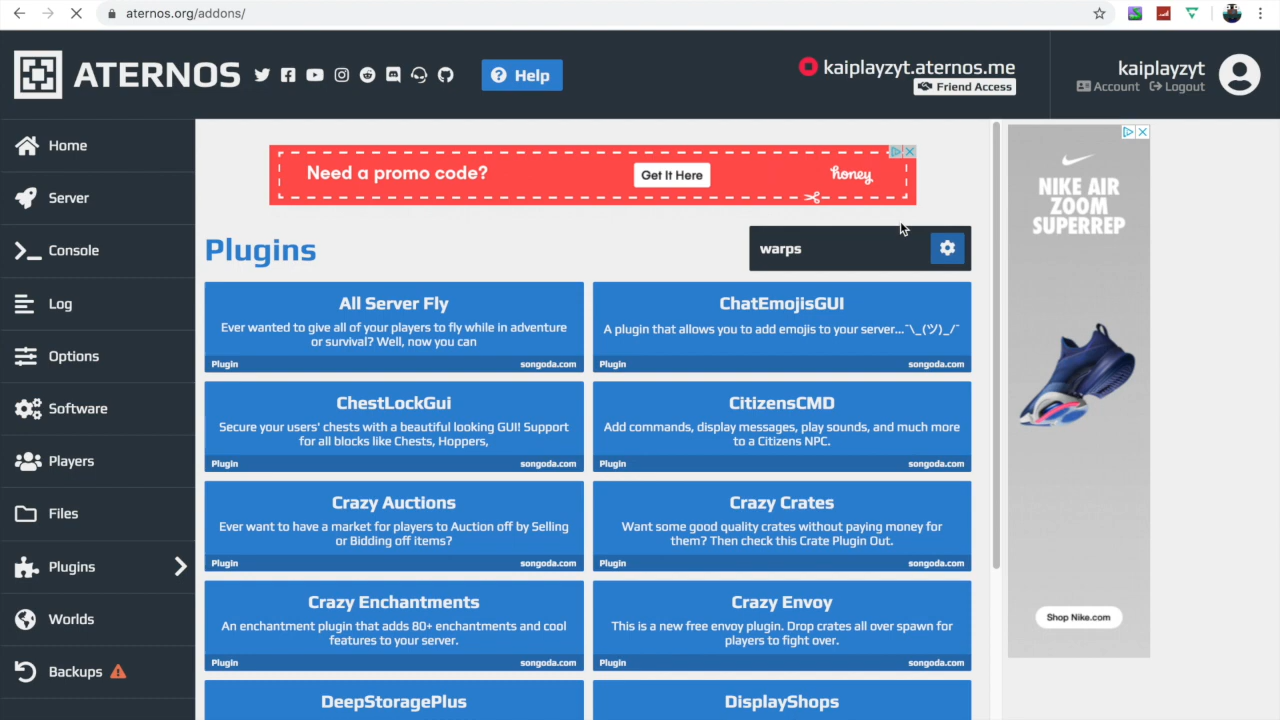 aternos.org/addons/
ATERNOS
Help
kaiplayzyt.aternos.me
Friend Access
kaiplayzyt
Account
Logout
Home
Server
Console
Log
Options
Software
Players
Files
Plugins
Worlds
Backups
Need a promo code?
Get It Here
honey
Plugins
warps
All Server Fly
Ever wanted to give all of your players to fly while in adventure
or survival? Well, now you can
Plugin
songoda.com
ChatEmojisGUI
A plugin that allows you to add emojis to your server...¯\_(ツ)_/¯
Plugin
songoda.com
ChestLockGui
Secure your users' chests with a beautiful looking GUI! Support
for all blocks like Chests, Hoppers,
Plugin
songoda.com
CitizensCMD
Add commands, display messages, play sounds, and much more
to a Citizens NPC.
Plugin
songoda.com
Crazy Auctions
Ever want to have a market for players to Auction off by Selling
or Bidding off items?
Plugin
songoda.com
Crazy Crates
Want some good quality crates without paying money for
them? Then check this Crate Plugin Out.
Plugin
songoda.com
Crazy Enchantments
An enchantment plugin that adds 80+ enchantments and cool
features to your server.
Plugin
songoda.com
Crazy Envoy
This is a new free envoy plugin. Drop crates all over spawn for
players to fight over.
Plugin
songoda.com
DeepStoragePlus
DisplayShops
NIKE AIR
ZOOM
SUPERREP
Shop Nike.com